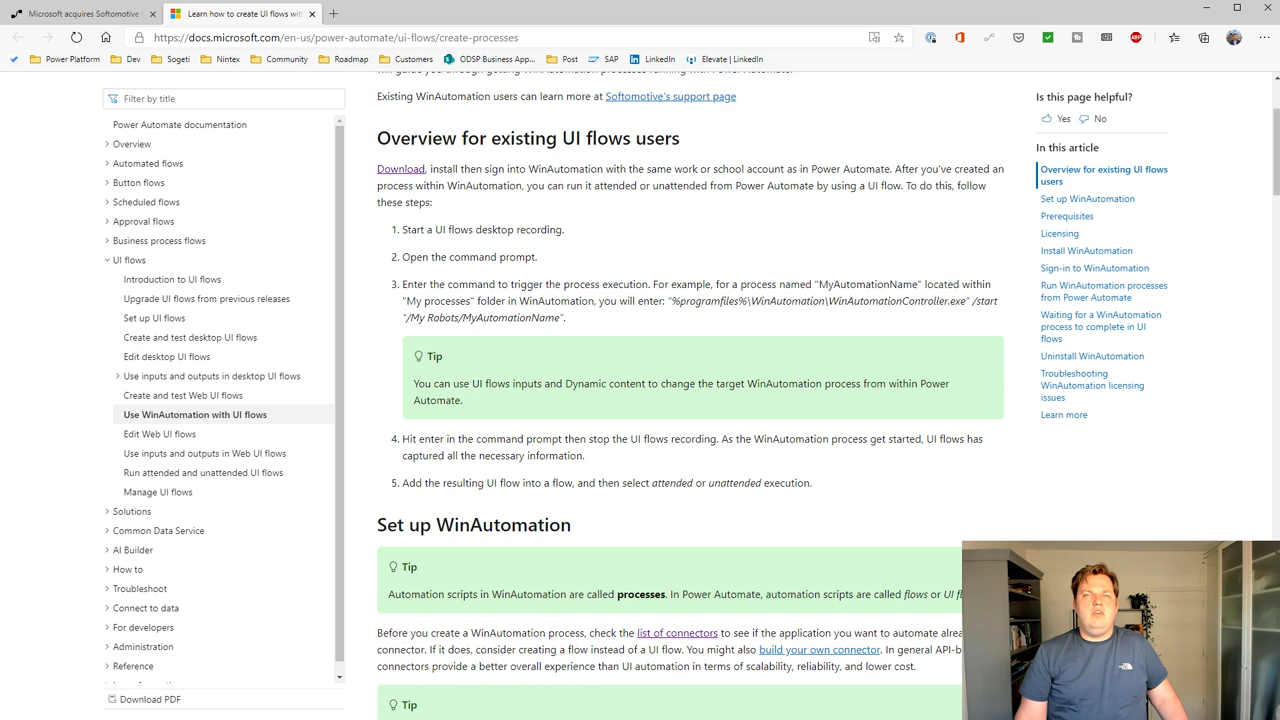 Microsoft acquires Softomotive t
Learn how to create UI flows wit
https://docs.microsoft.com/en-us/power-automate/ui-flows/create-processes
Power Platform
Dev
Sogeti
Nintex
Community
Roadmap
Customers
ODSP Business App...
Post
SAP
LinkedIn
Elevate | LinkedIn
Filter by title
Power Automate documentation
Overview
Automated flows
Button flows
Scheduled flows
Approval flows
Business process flows
UI flows
Introduction to UI flows
Upgrade UI flows from previous releases
Set up UI flows
Create and test desktop UI flows
Edit desktop UI flows
Use inputs and outputs in desktop UI flows
Create and test Web UI flows
Use WinAutomation with UI flows
Edit Web UI flows
Use inputs and outputs in Web UI flows
Run attended and unattended UI flows
Manage UI flows
Solutions
Common Data Service
AI Builder
How to
Troubleshoot
Connect to data
For developers
Administration
Reference
Download PDF
will guide you through getting WinAutomation processes running with Power Automate.
Existing WinAutomation users can learn more at Softomotive's support page
Overview for existing UI flows users
Download, install then sign into WinAutomation with the same work or school account as in Power Automate. After you've created an
process within WinAutomation, you can run it attended or unattended from Power Automate by using a UI flow. To do this, follow
these steps:
1. Start a UI flows desktop recording.
2. Open the command prompt.
3. Enter the command to trigger the process execution. For example, for a process named "MyAutomationName" located within
"My processes" folder in WinAutomation, you will enter: "%programfiles%\WinAutomation\WinAutomationController.exe" /start
"/My Robots/MyAutomationName".
Tip
You can use UI flows inputs and Dynamic content to change the target WinAutomation process from within Power
Automate.
4. Hit enter in the command prompt then stop the UI flows recording. As the WinAutomation process get started, UI flows has
captured all the necessary information.
5. Add the resulting UI flow into a flow, and then select attended or unattended execution.
Set up WinAutomation
Tip
Automation scripts in WinAutomation are called processes. In Power Automate, automation scripts are called flows or UI fl
Before you create a WinAutomation process, check the list of connectors to see if the application you want to automate alrea
connector. If it does, consider creating a flow instead of a UI flow. You might also build your own connector. In general API-b
connectors provide a better overall experience than UI automation in terms of scalability, reliability, and lower cost.
Tip
Is this page helpful?
Yes No
In this article
Overview for existing UI flows
users
Set up WinAutomation
Prerequisites
Licensing
Install WinAutomation
Sign-in to WinAutomation
Run WinAutomation processes
from Power Automate
Waiting for a WinAutomation
process to complete in UI
flows
Uninstall WinAutomation
Troubleshooting
WinAutomation licensing
issues
Learn more